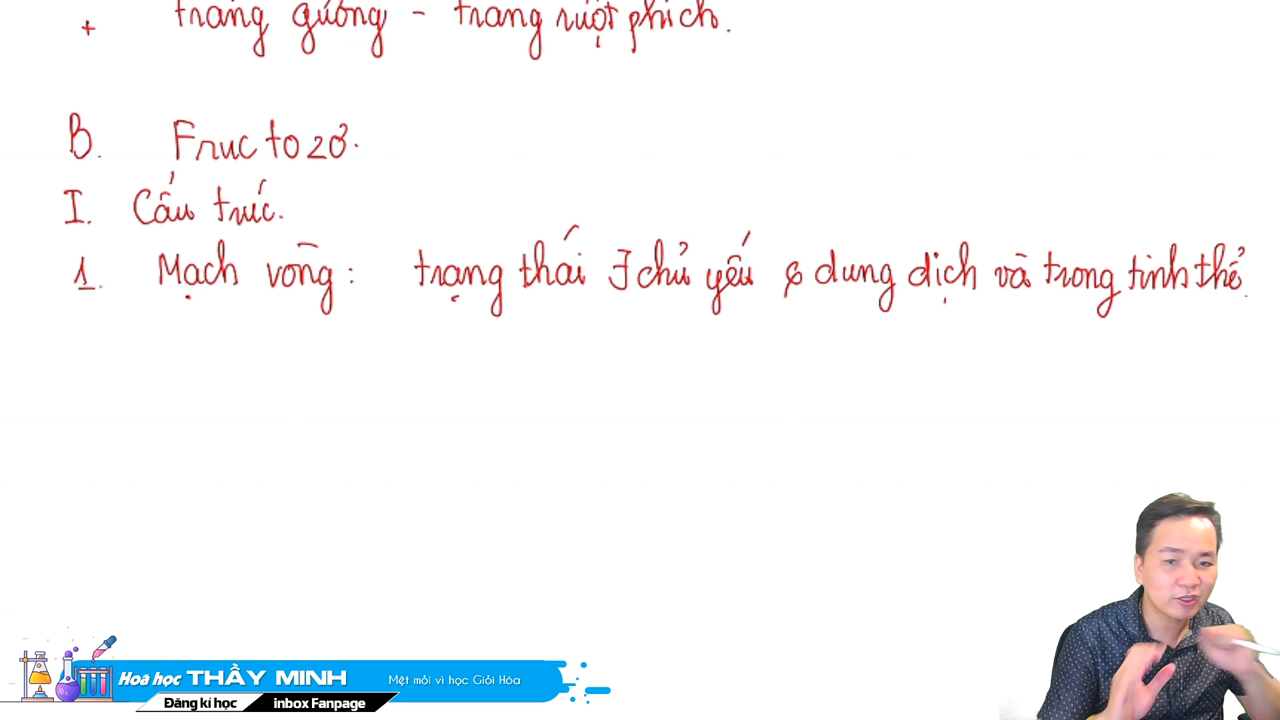 + tráng gương - tráng ruột phích.
B. Fructozơ.
I. Cấu trúc.
1. Mạch vòng: trạng thái ∃ chủ yếu ở dung dịch và trong tinh thể.
Hoá học THẦY MINH
Mệt mỏi vì học Giỏi Hóa
Đăng kí học inbox Fanpage